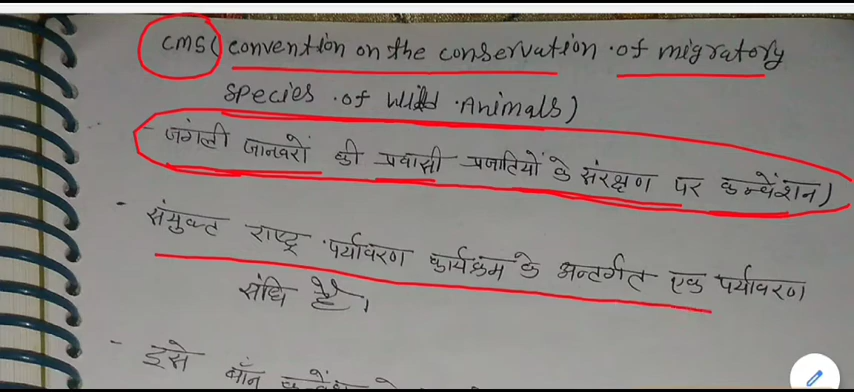 CMS( convention on the conservation of migratory
species of Wild Animals)
- जंगली जानवरों की प्रवासी प्रजातियों के संरक्षण पर कन्वेंशन)
• संयुक्त राष्ट्र पर्यावरण कार्यक्रम के अन्तर्गत एक पर्यावरण
संधि है।
- इसे बॉन